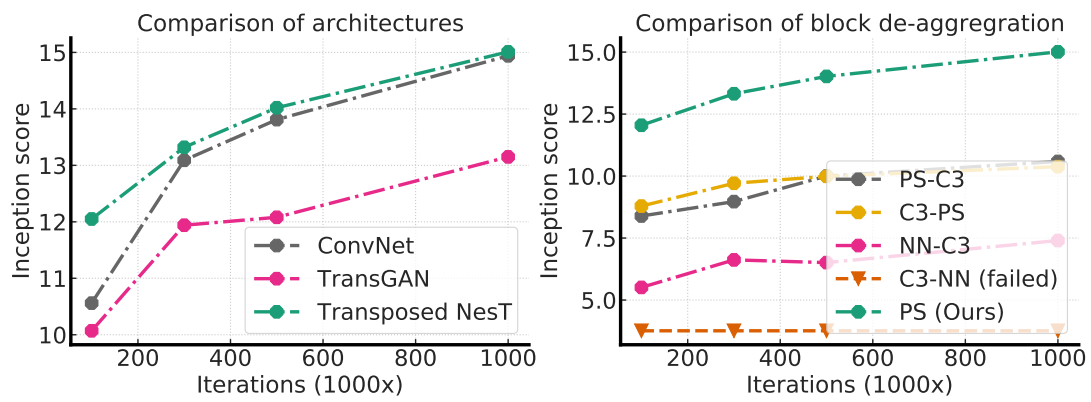 Comparison of architectures
15
14
13
12
11
10
Inception score
ConvNet
TransGAN
Transposed NesT
200 400 600 800 1000
Iterations (1000x)
Comparison of block de-aggregration
15.0
12.5
10.0
7.5
5.0
Inception score
PS-C3
C3-PS
NN-C3
C3-NN (failed)
PS (Ours)
200 400 600 800 1000
Iterations (1000x)